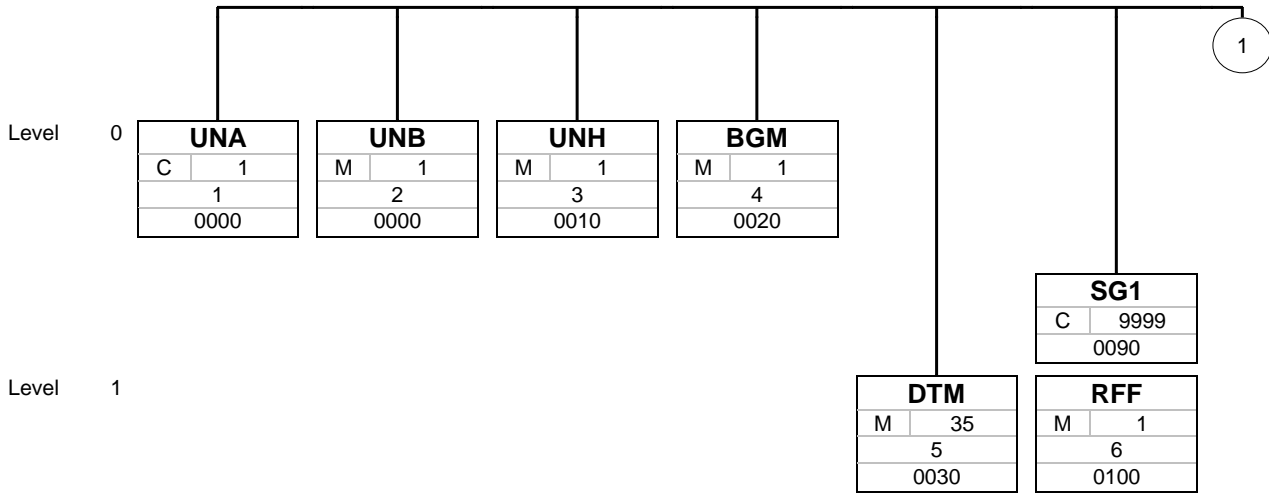 1
Level 0
UNA UNB UNH BGM
C 1 M 1 M 1 M 1
1 2 3 4
0000 0000 0010 0020
SG1
C 9999
0090
Level 1
DTM RFF
M 35 M 1
5 6
0030 0100